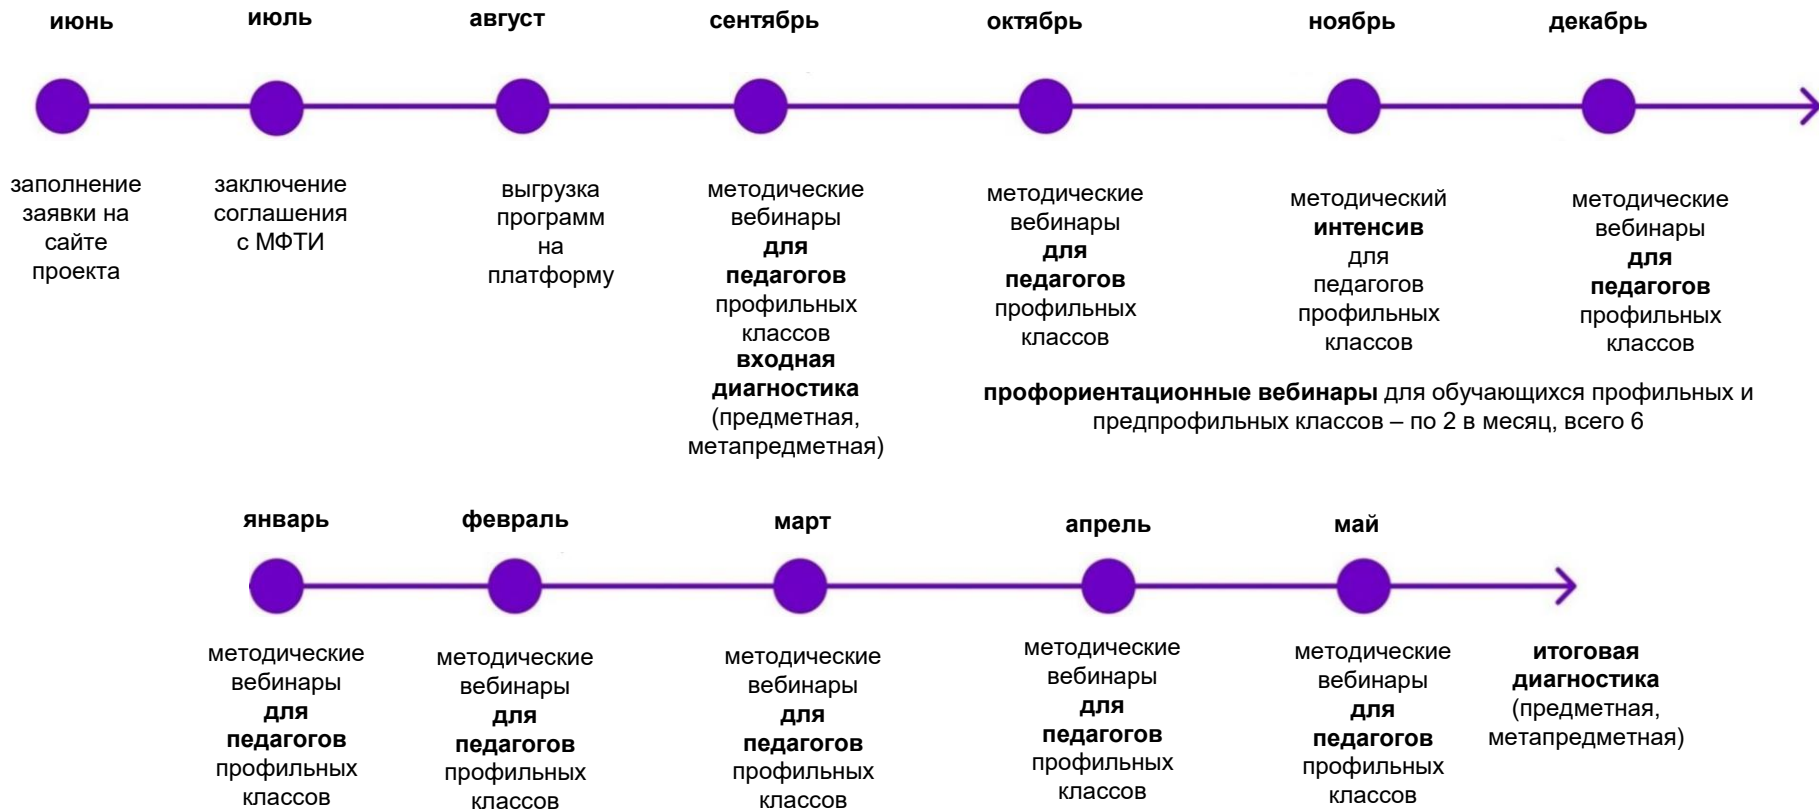 июнь
июль
август
сентябрь
октябрь
ноябрь
декабрь
заполнение
заявки на
сайте
проекта
заключение
соглашения
с МФТИ
выгрузка
программ
на
платформу
методические
вебинары
для
педагогов
профильных
классов
входная
диагностика
(предметная,
метапредметная)
методические
вебинары
для
педагогов
профильных
классов
методический
интенсив
для
педагогов
профильных
классов
методические
вебинары
для
педагогов
профильных
классов
профориентационные вебинары для обучающихся профильных и
предпрофильных классов – по 2 в месяц, всего 6
январь
февраль
март
апрель
май
методические
вебинары
для
педагогов
профильных
классов
методические
вебинары
для
педагогов
профильных
классов
методические
вебинары
для
педагогов
профильных
классов
методические
вебинары
для
педагогов
профильных
классов
методические
вебинары
для
педагогов
профильных
классов
итоговая
диагностика
(предметная,
метапредметная)